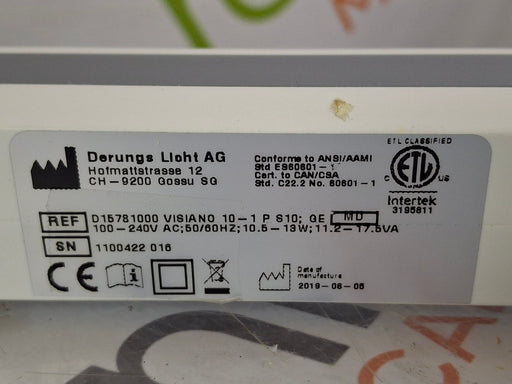 Derungs Licht AG
Hofmattstrasse 12
CH-9200 Gossau SG
Conforms to ANSI/AAMI
Std ES60601-1
Cert. to CAN/CSA
Std. C22.2 No. 60601-1
ETL CLASSIFIED
ETL
C US
Intertek
3195811
REF D15781000 VISIANO 10-1 P S10; GE MD
100-240V AC;50/60HZ;10.5-13W;11.2-17.5VA
SN 1100422 016
CE
Date of
manufacture
2019-08-05